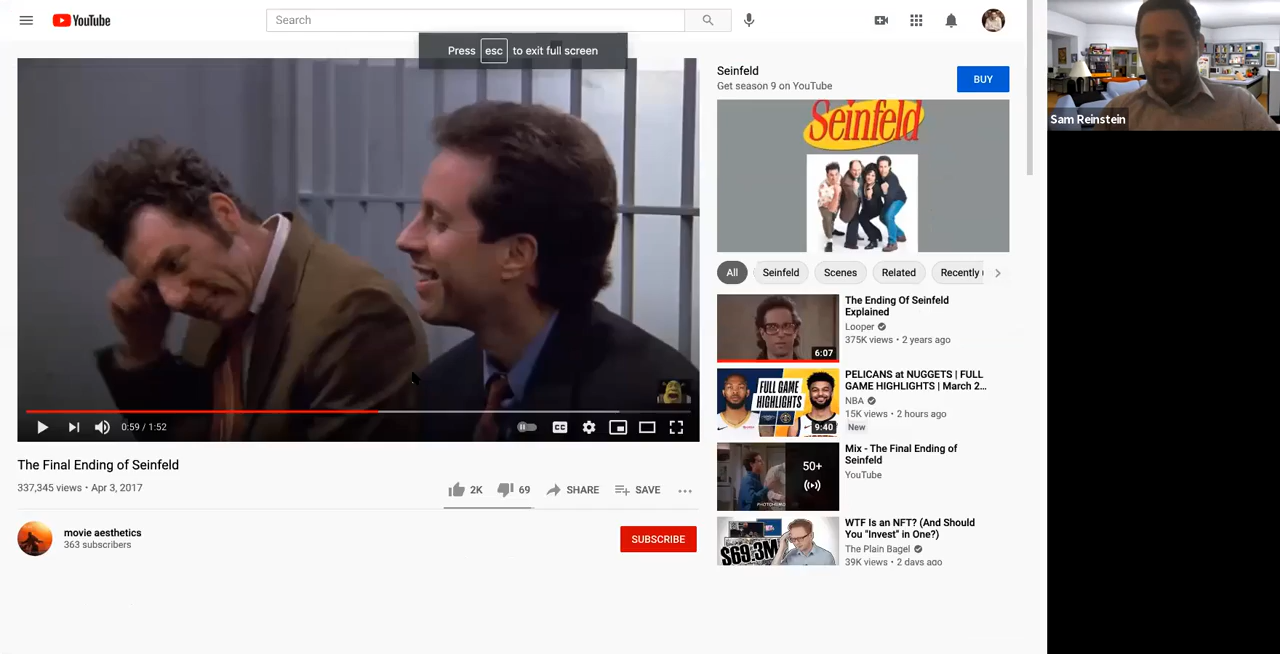 YouTube
Search
Press esc to exit full screen
Sam Reinstein
Seinfeld
Get season 9 on YouTube
BUY
Seinfeld
All
Seinfeld
Scenes
Related
Recently
The Ending Of Seinfeld
Explained
Looper
375K views • 2 years ago
6:07
PELICANS at NUGGETS | FULL
GAME HIGHLIGHTS | March 2...
NBA
15K views • 2 hours ago
New
FULL GAME
HIGHLIGHTS
9:40
Mix - The Final Ending of
Seinfeld
YouTube
50+
WTF Is an NFT? (And Should
You "Invest" in One?)
The Plain Bagel
39K views • 2 days ago
$69.3M
0:59 / 1:52
CC
The Final Ending of Seinfeld
337,345 views • Apr 3, 2017
2K
69
SHARE
SAVE
movie aesthetics
363 subscribers
SUBSCRIBE